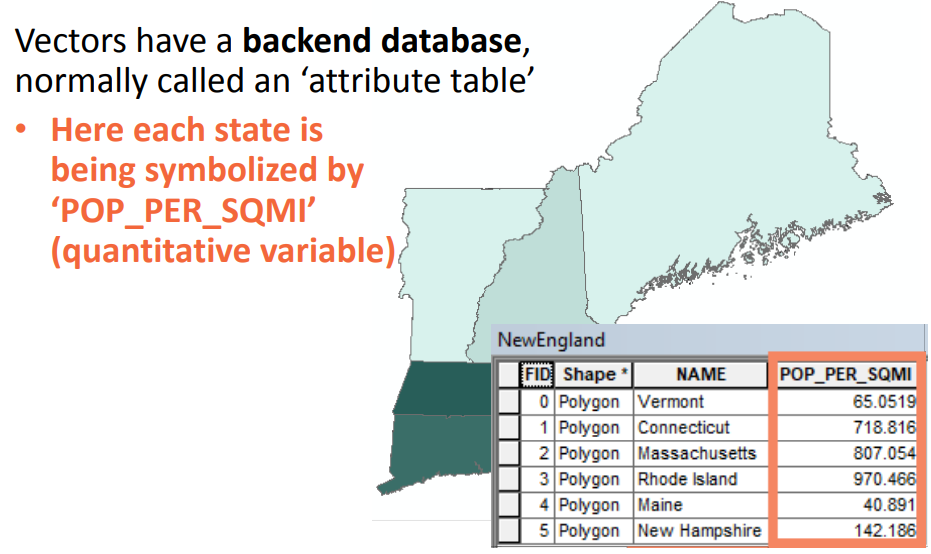 Vectors have a backend database,
normally called an ‘attribute table’
• Here each state is
being symbolized by
‘POP_PER_SQMI’
(quantitative variable)
NewEngland
FID Shape * NAME POP_PER_SQMI
0 Polygon Vermont 65.0519
1 Polygon Connecticut 718.816
2 Polygon Massachusetts 807.054
3 Polygon Rhode Island 970.466
4 Polygon Maine 40.891
5 Polygon New Hampshire 142.186